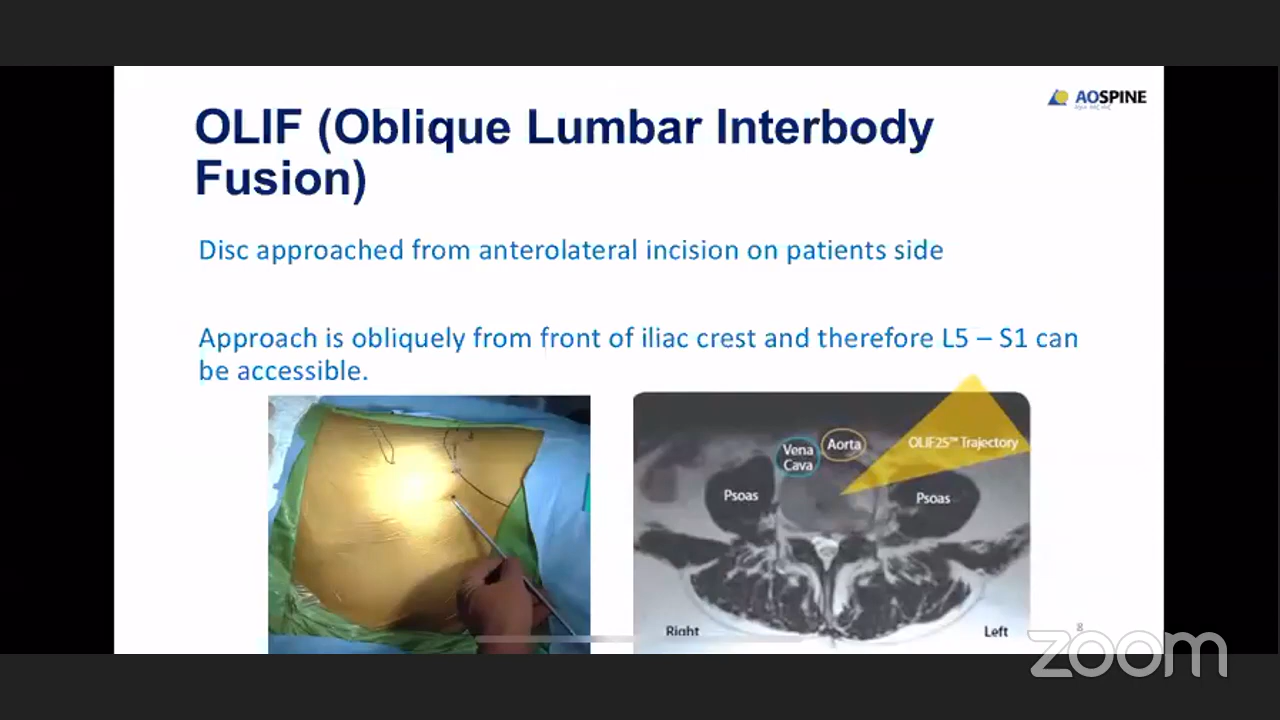 AOSPINE
OLIF (Oblique Lumbar Interbody
Fusion)
Disc approached from anterolateral incision on patients side
Approach is obliquely from front of iliac crest and therefore L5 – S1 can
be accessible.
Vena
Cava
Aorta
OLIF25™ Trajectory
Psoas
Psoas
Right
Left
8
zoom